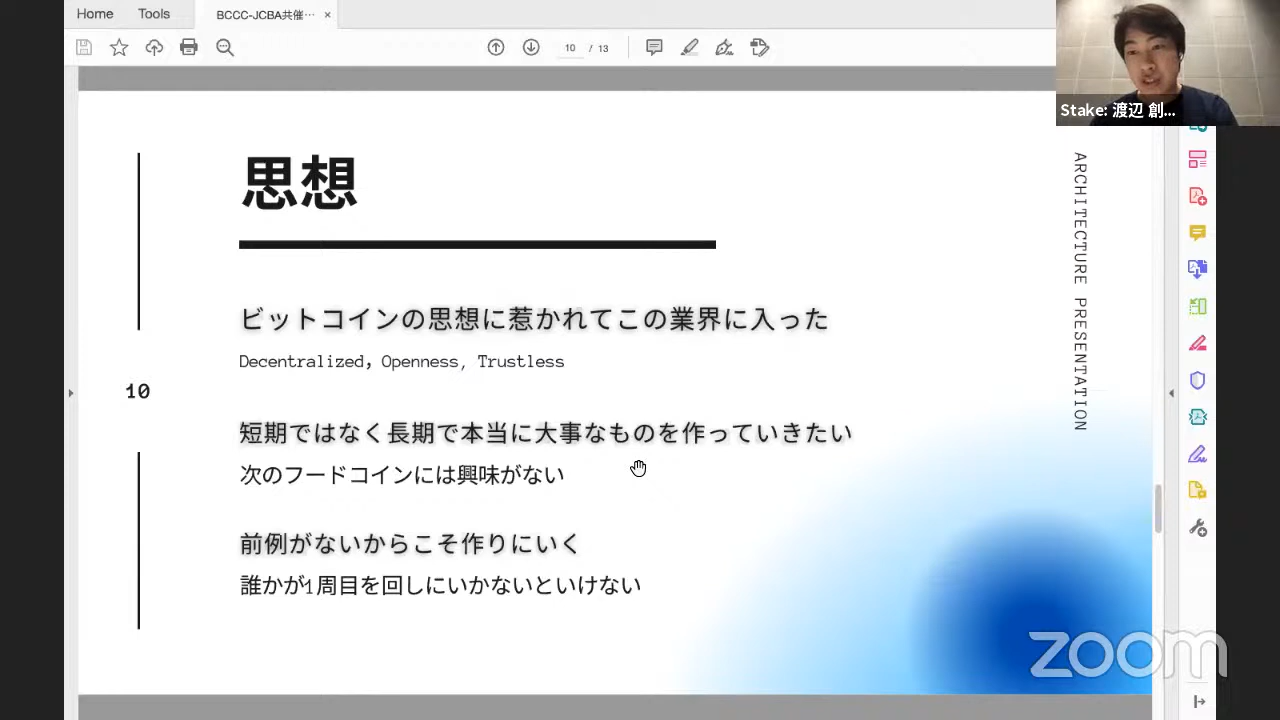 Home Tools BCCC-JCBA共催… ×
10 / 13
Stake: 渡辺 創…
思想
ARCHITECTURE PRESENTATION
ビットコインの思想に惹かれてこの業界に入った
Decentralized, Openness, Trustless
10
短期ではなく長期で本当に大事なものを作っていきたい
次のフードコインには興味がない
前例がないからこそ作りにいく
誰かが1周目を回しにいかないといけない
zoom